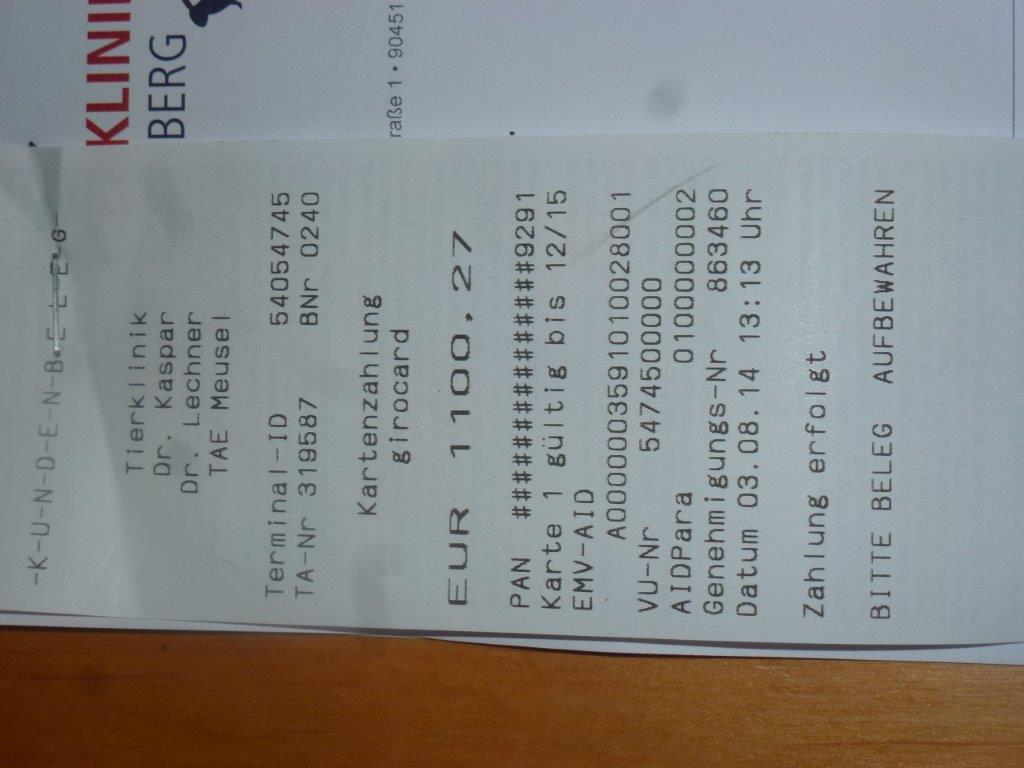 KLINI
BERG
raße 1 • 90451
-K-U-N-D-E-N-B-E-L-E-G-
Tierklinik
Dr. Kaspar
Dr. Lechner
TAE Meusel
Terminal-ID 54054745
TA-Nr 319587 BNr 0240
Kartenzahlung
girocard
EUR 1100,27
PAN ###############9291
Karte 1 gültig bis 12/15
EMV-AID
A0000003591010028001
VU-Nr 5474500000
AIDPara 0100000002
Genehmigungs-Nr 863460
Datum 03.08.14 13:13 Uhr
Zahlung erfolgt
BITTE BELEG AUFBEWAHREN